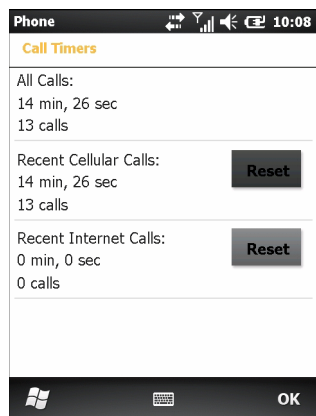 Phone 10:08
Call Timers
All Calls:
14 min, 26 sec
13 calls
Recent Cellular Calls:
14 min, 26 sec
13 calls
Reset
Recent Internet Calls:
0 min, 0 sec
0 calls
Reset
OK